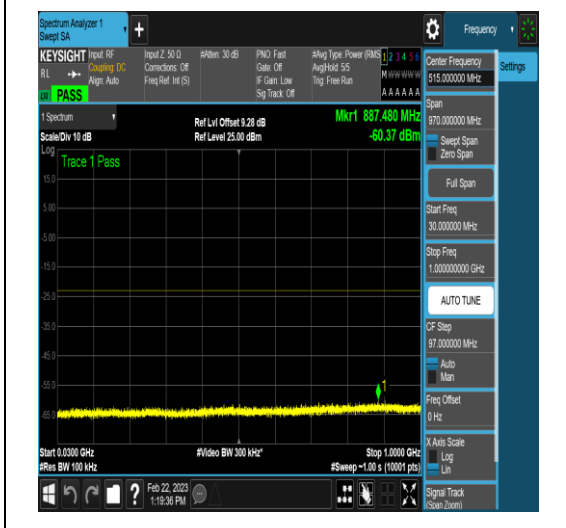 Spectrum Analyzer 1
Swept SA
+
Frequency
KEYSIGHT
RL
PASS
Input: RF
Coupling: DC
Align: Auto
Input Z: 50 Ω
Corrections: Off
Freq Ref: Int (S)
#Atten: 30 dB
PNO: Fast
Gate: Off
IF Gain: Low
Sig Track: Off
#Avg Type: Power (RMS
Avg|Hold: 5/5
Trig: Free Run
1 2 3 4 5 6
M W W W W W
A A A A A A
1 Spectrum
Scale/Div 10 dB
Ref Lvl Offset 9.28 dB
Ref Level 25.00 dBm
Mkr1 887.480 MHz
-60.37 dBm
Log
Trace 1 Pass
15.0
5.00
-5.00
-15.0
-25.0
-35.0
-45.0
-55.0
-65.0
1
Start 0.0300 GHz
#Res BW 100 kHz
#Video BW 300 kHz*
Stop 1.0000 GHz
#Sweep ~1.00 s (10001 pts)
Feb 22, 2023
1:19:36 PM
?
Center Frequency
515.000000 MHz
Settings
Span
970.000000 MHz
Swept Span
Zero Span
Full Span
Start Freq
30.000000 MHz
Stop Freq
1.000000000 GHz
AUTO TUNE
CF Step
97.000000 MHz
Auto
Man
Freq Offset
0 Hz
X Axis Scale
Log
Lin
Signal Track
(Span Zoom)